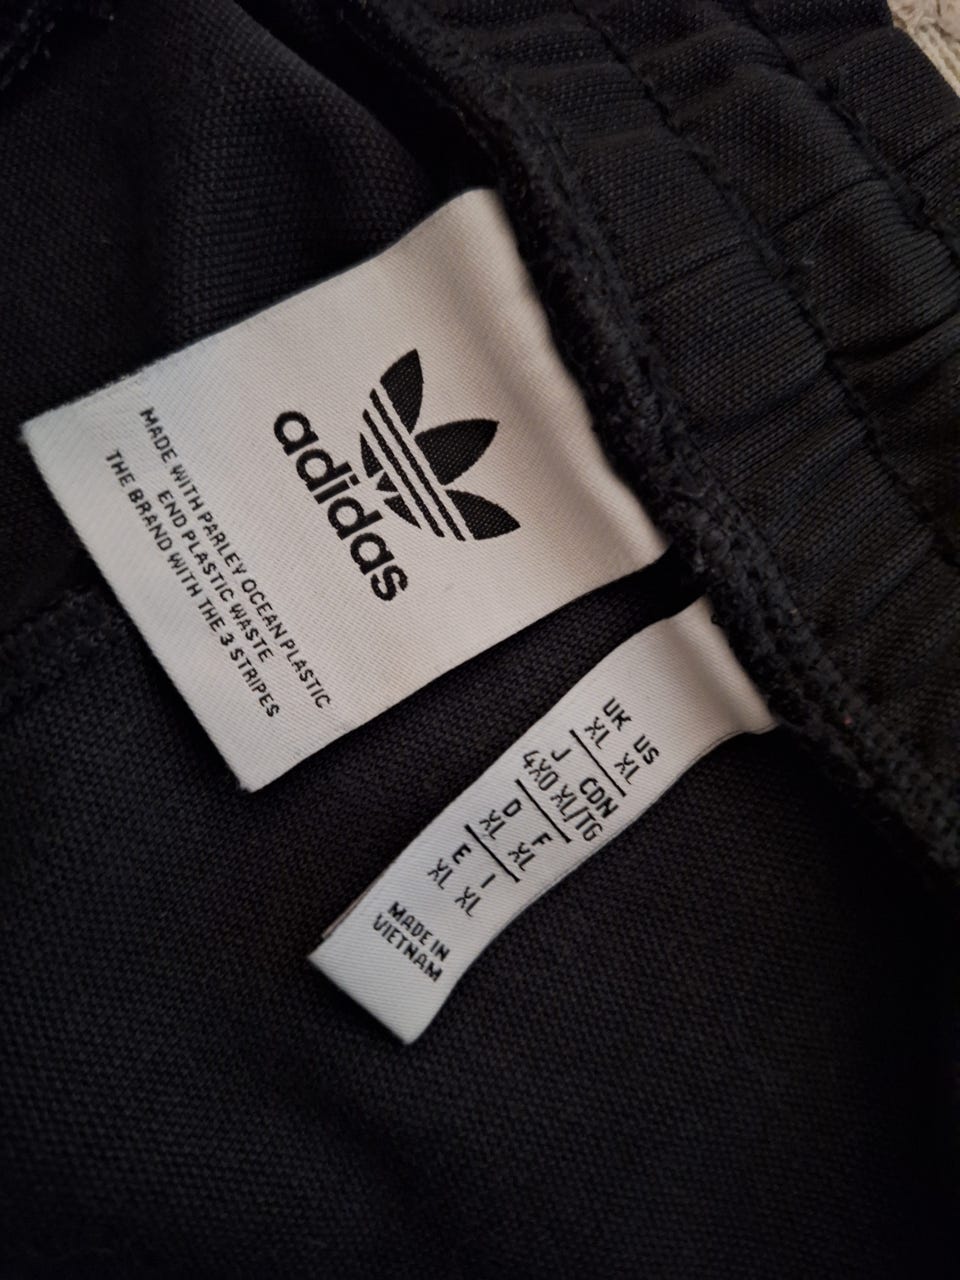 adidas
MADE WITH PARLEY OCEAN PLASTIC
END PLASTIC WASTE
THE BRAND WITH THE 3 STRIPES
UK US
XL XL
J CDN
4XO XL/TG
D F
XL XL
E I
XL XL
MADE IN
VIETNAM